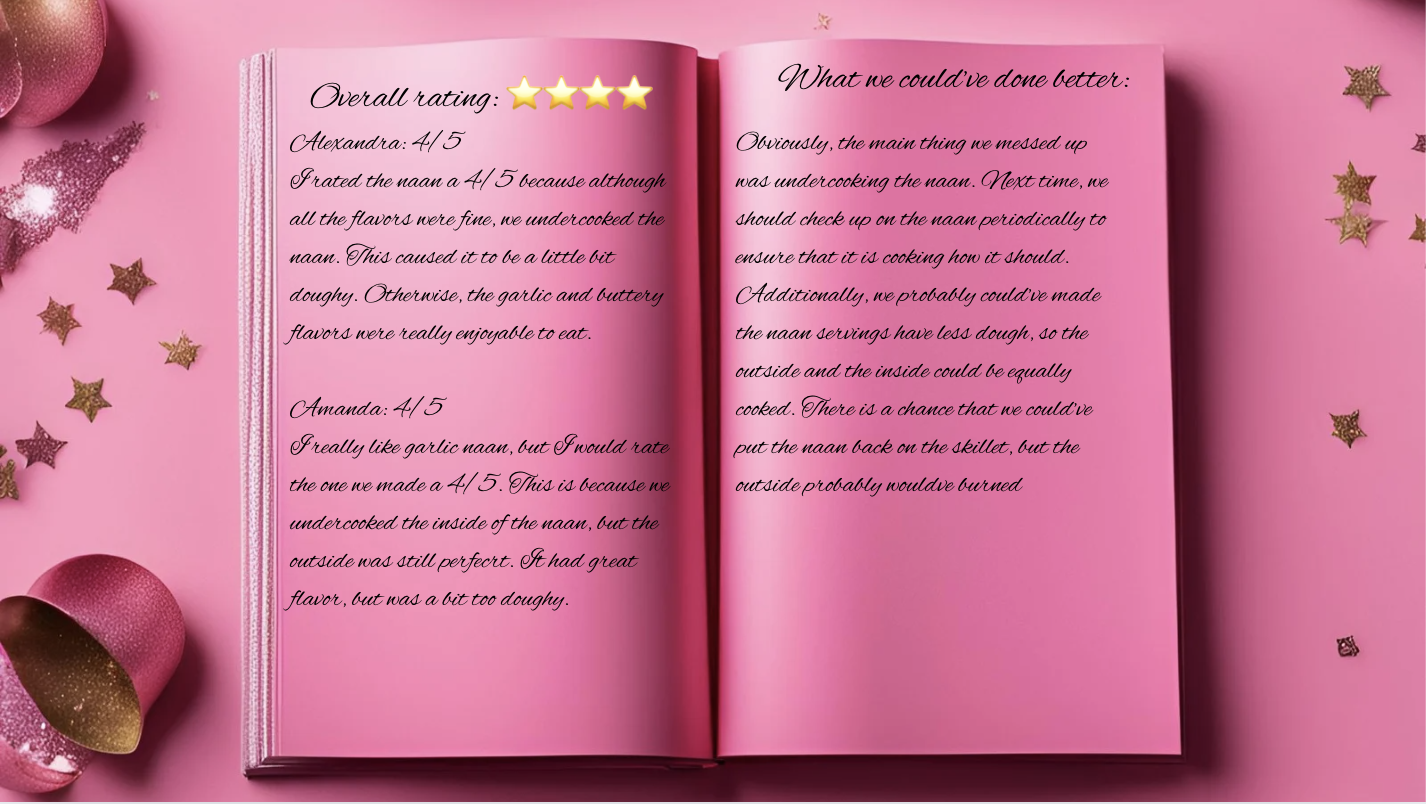 Overall rating: ⭐⭐⭐⭐
Alexandra: 4/5
I rated the naan a 4/5 because although
all the flavors were fine, we undercooked the
naan. This caused it to be a little bit
doughy. Otherwise, the garlic and buttery
flavors were really enjoyable to eat.
Amanda: 4/5
I really like garlic naan, but I would rate
the one we made a 4/5. This is because we
undercooked the inside of the naan, but the
outside was still perfecrt. It had great
flavor, but was a bit too doughy.
What we could've done better:
Obviously, the main thing we messed up
was undercooking the naan. Next time, we
should check up on the naan periodically to
ensure that it is cooking how it should.
Additionally, we probably could've made
the naan servings have less dough, so the
outside and the inside could be equally
cooked. There is a chance that we could've
put the naan back on the skillet, but the
outside probably wouldve burned